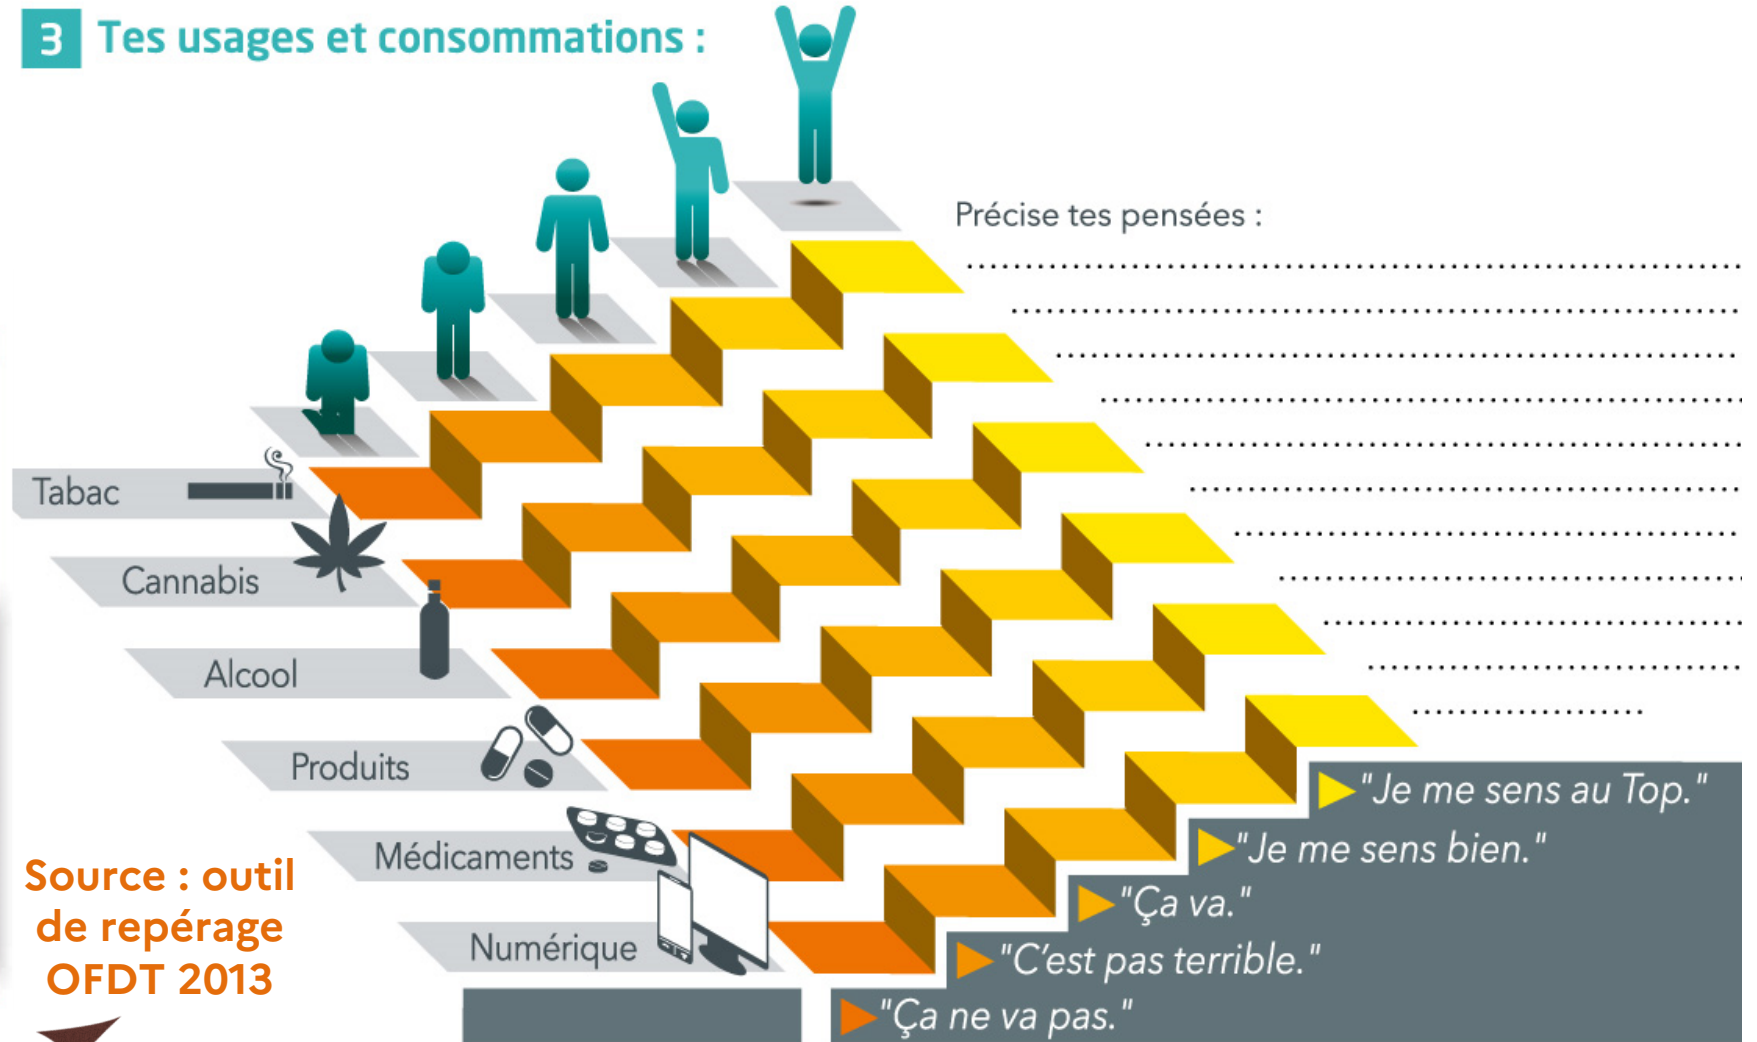 3 Tes usages et consommations :
Précise tes pensées :
Tabac
Cannabis
Alcool
Produits
Médicaments
Numérique
"Je me sens au Top."
"Je me sens bien."
"Ça va."
"C'est pas terrible."
"Ça ne va pas."
Source : outil
de repérage
OFDT 2013